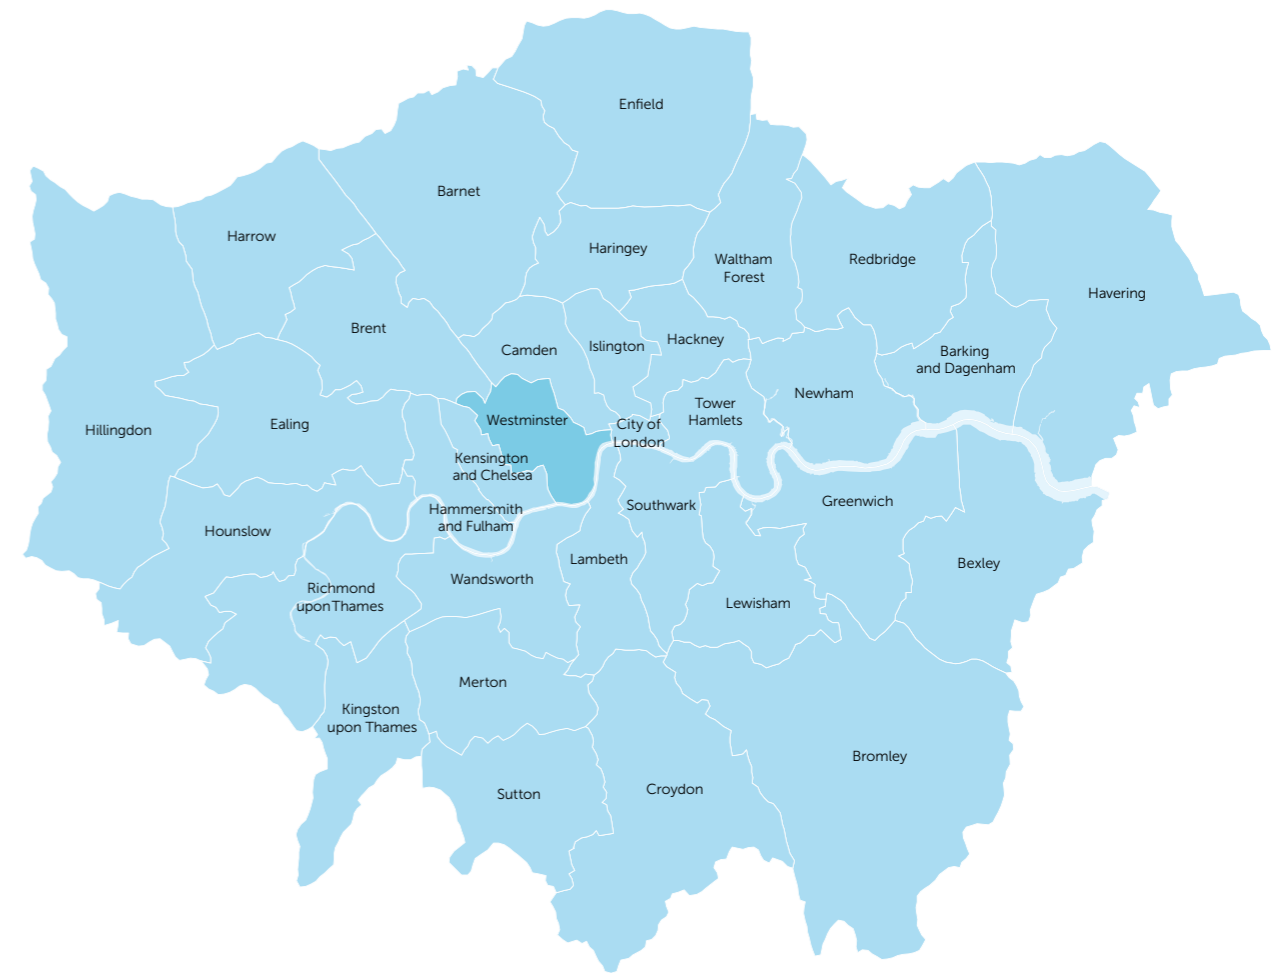 Enfield
Barnet
Harrow
Haringey
Waltham
Forest
Redbridge
Havering
Brent
Camden
Islington
Hackney
Barking
and Dagenham
Newham
Tower
Hamlets
Westminster
City of
London
Hillingdon
Ealing
Kensington
and Chelsea
Hammersmith
and Fulham
Southwark
Greenwich
Hounslow
Lambeth
Bexley
Wandsworth
Richmond
upon Thames
Lewisham
Merton
Kingston
upon Thames
Bromley
Sutton
Croydon